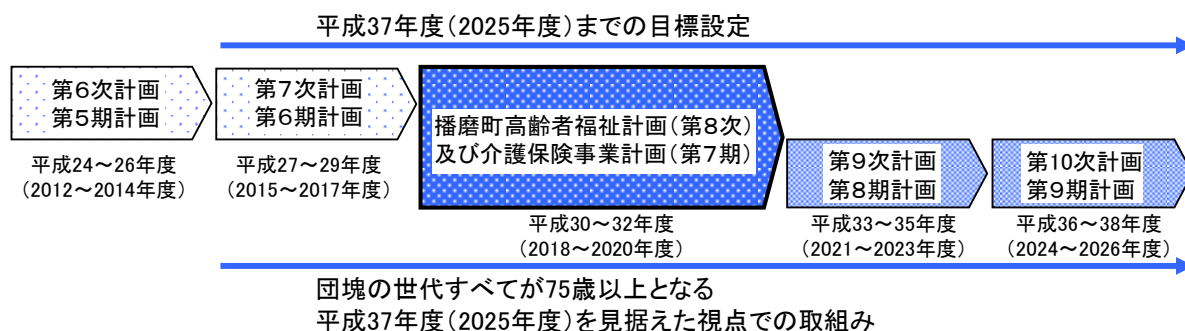 平成37年度(2025年度)までの目標設定
第6次計画
第5期計画
平成24～26年度
(2012～2014年度)
第7次計画
第6期計画
平成27～29年度
(2015～2017年度)
播磨町高齢者福祉計画(第8次)
及び介護保険事業計画(第7期)
平成30～32年度
(2018～2020年度)
第9次計画
第8期計画
平成33～35年度
(2021～2023年度)
第10次計画
第9期計画
平成36～38年度
(2024～2026年度)
団塊の世代すべてが75歳以上となる
平成37年度(2025年度)を見据えた視点での取組み